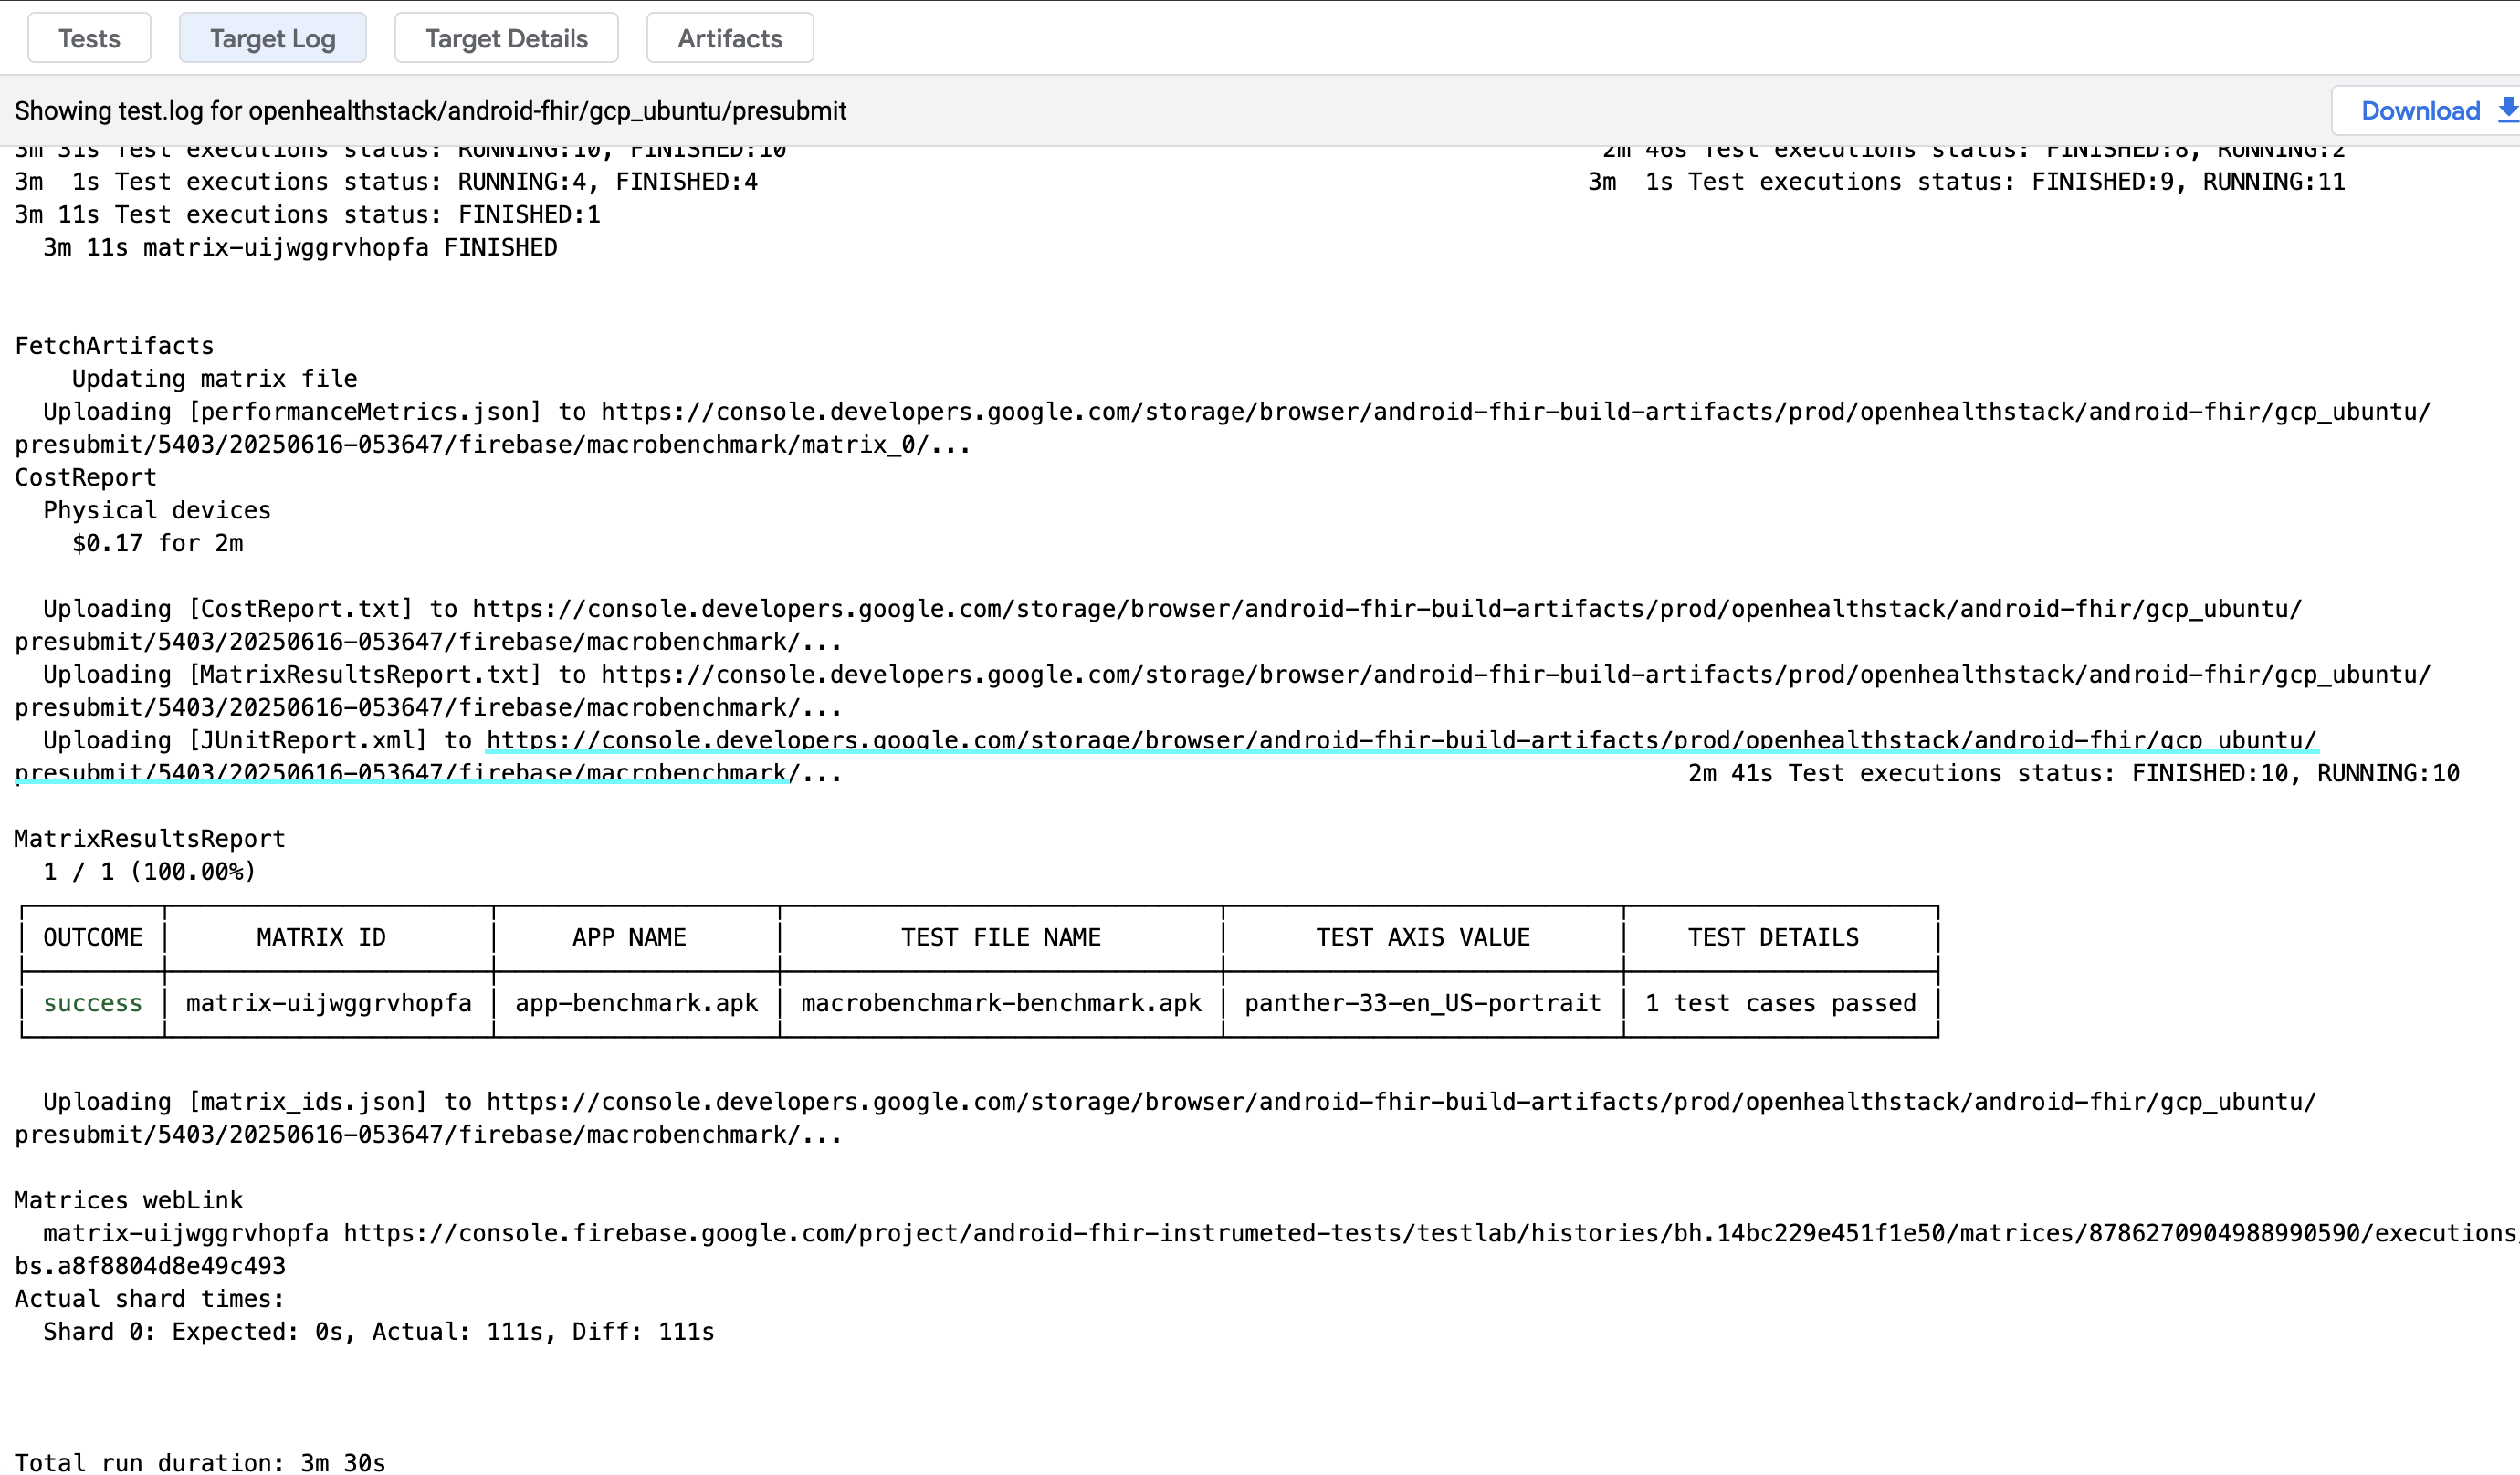 Tests Target Log Target Details Artifacts
Showing test.log for openhealthstack/android-fhir/gcp_ubuntu/presubmit Download
3m 31s Test executions status: RUNNING:10, FINISHED:10 2m 46s Test executions status: FINISHED:8, RUNNING:2
3m  1s Test executions status: RUNNING:4, FINISHED:4 3m  1s Test executions status: FINISHED:9, RUNNING:11
3m 11s Test executions status: FINISHED:1
3m 11s matrix-uijwggrvhopfa FINISHED
FetchArtifacts
Updating matrix file
Uploading [performanceMetrics.json] to https://console.developers.google.com/storage/browser/android-fhir-build-artifacts/prod/openhealthstack/android-fhir/gcp_ubuntu/
presubmit/5403/20250616-053647/firebase/macrobenchmark/matrix_0/...
CostReport
Physical devices
$0.17 for 2m
Uploading [CostReport.txt] to https://console.developers.google.com/storage/browser/android-fhir-build-artifacts/prod/openhealthstack/android-fhir/gcp_ubuntu/
presubmit/5403/20250616-053647/firebase/macrobenchmark/...
Uploading [MatrixResultsReport.txt] to https://console.developers.google.com/storage/browser/android-fhir-build-artifacts/prod/openhealthstack/android-fhir/gcp_ubuntu/
presubmit/5403/20250616-053647/firebase/macrobenchmark/...
Uploading [JUnitReport.xml] to https://console.developers.google.com/storage/browser/android-fhir-build-artifacts/prod/openhealthstack/android-fhir/gcp_ubuntu/
presubmit/5403/20250616-053647/firebase/macrobenchmark/... 2m 41s Test executions status: FINISHED:10, RUNNING:10
MatrixResultsReport
1 / 1 (100.00%)
OUTCOME MATRIX ID APP NAME TEST FILE NAME TEST AXIS VALUE TEST DETAILS
success matrix-uijwggrvhopfa app-benchmark.apk macrobenchmark-benchmark.apk panther-33-en_US-portrait 1 test cases passed
Uploading [matrix_ids.json] to https://console.developers.google.com/storage/browser/android-fhir-build-artifacts/prod/openhealthstack/android-fhir/gcp_ubuntu/
presubmit/5403/20250616-053647/firebase/macrobenchmark/...
Matrices webLink
matrix-uijwggrvhopfa https://console.firebase.google.com/project/android-fhir-instrumeted-tests/testlab/histories/bh.14bc229e451f1e50/matrices/8786270904988990590/executions
bs.a8f8804d8e49c493
Actual shard times:
Shard 0: Expected: 0s, Actual: 111s, Diff: 111s
Total run duration: 3m 30s